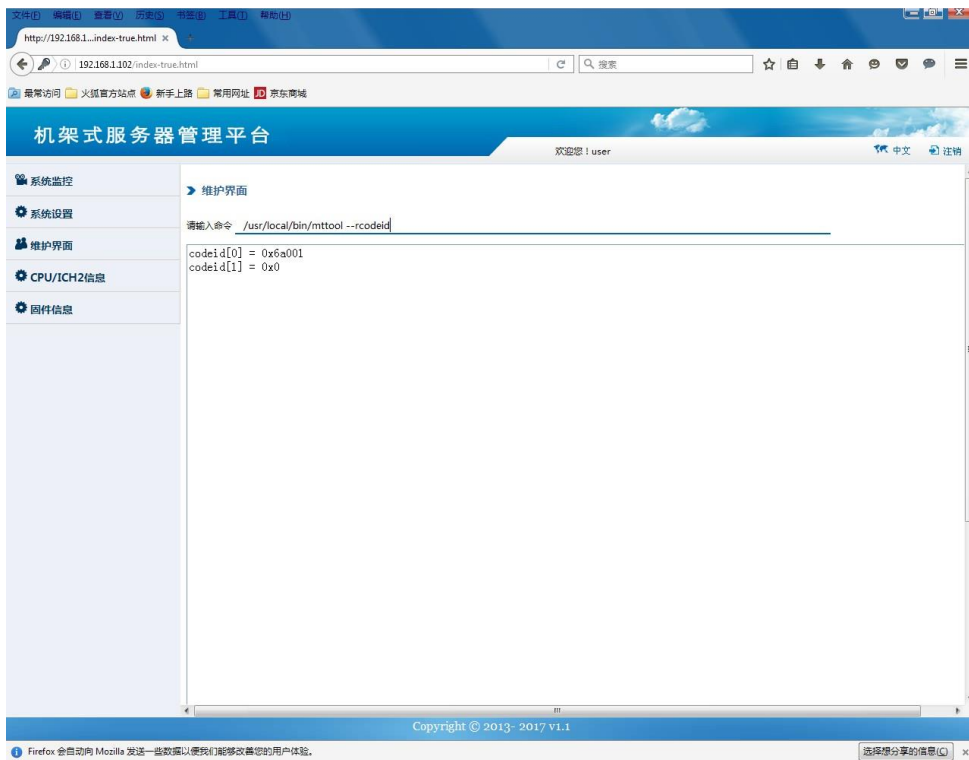 文件(F) 编辑(E) 查看(V) 历史(S) 书签(B) 工具(T) 帮助(H)
http://192.168.1...index-true.html × +
192.168.1.102/index-true.html 搜索
最常访问 火狐官方站点 新手上路 常用网址 JD 京东商城
机架式服务器管理平台
欢迎您！user 中文 注销
系统监控
系统设置
维护界面
CPU/ICH2信息
固件信息
维护界面
请输入命令 /usr/local/bin/mttool --rcodeid
codeid[0] = 0x6a001
codeid[1] = 0x0
Copyright © 2013- 2017 v1.1
Firefox 会自动向 Mozilla 发送一些数据以便我们能够改善您的用户体验。 选择想分享的信息(C) ×